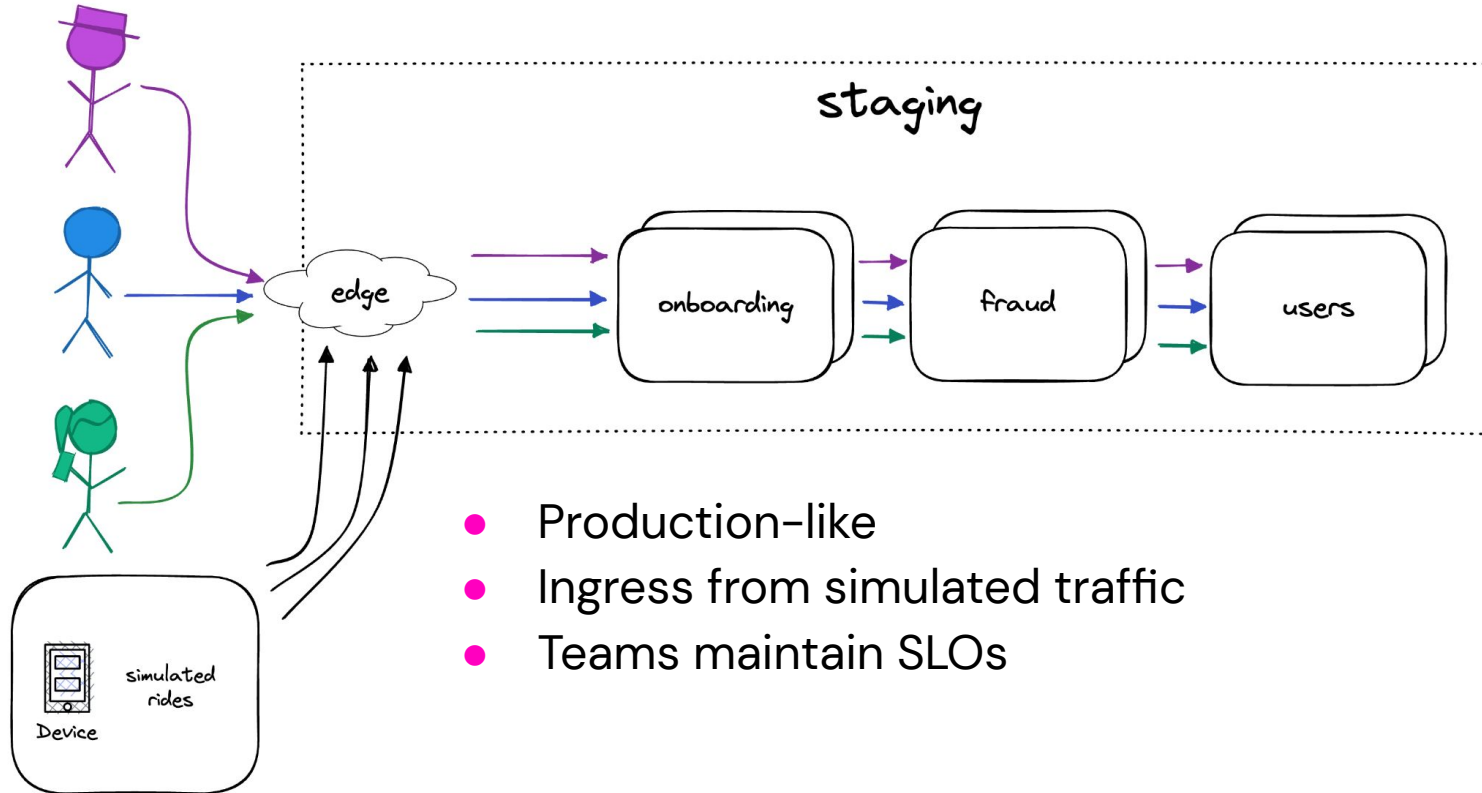 staging
edge
onboarding
fraud
users
simulated
rides
Device
● Production-like
● Ingress from simulated traffic
● Teams maintain SLOs